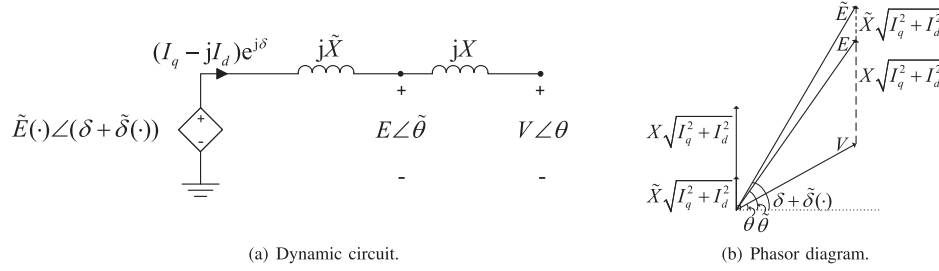 (I_q − jI_d)e^{jδ}
jX̃
jX
+
-
Ẽ(·)∠(δ + δ̃(·))
+
E∠θ̃
-
+
V∠θ
-
(a) Dynamic circuit.
Ẽ
X̃√(I_q² + I_d²)
E
X√(I_q² + I_d²)
X√(I_q² + I_d²)
V
X̃√(I_q² + I_d²)
δ + δ̃(·)
θ θ̃
(b) Phasor diagram.